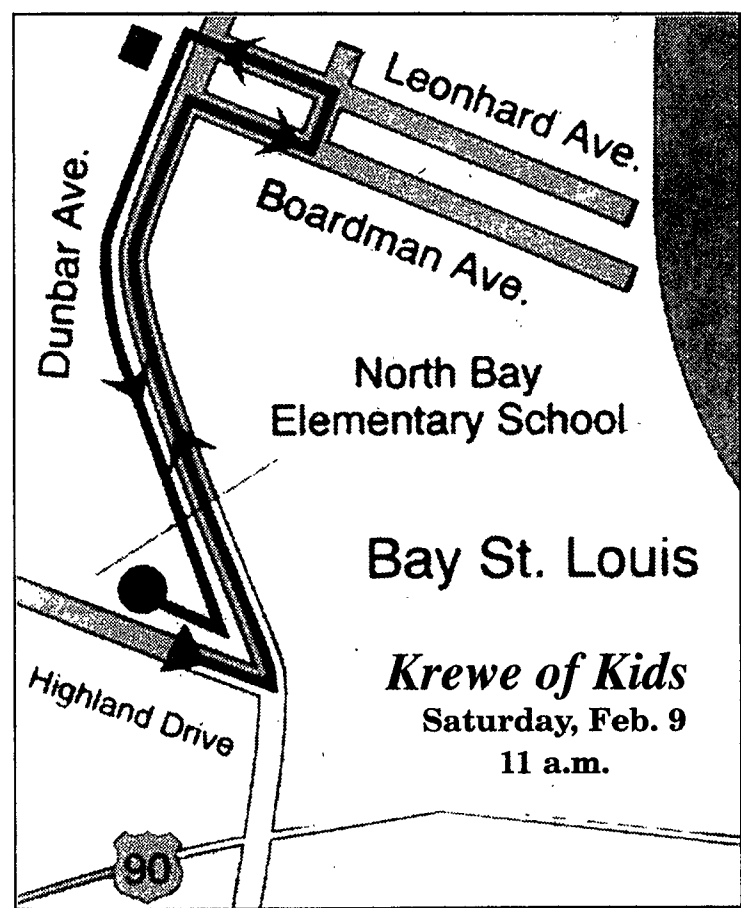 Leonhard Ave.
Boardman Ave.
Dunbar Ave.
North Bay
Elementary School
Bay St. Louis
Krewe of Kids
Saturday, Feb. 9
11 a.m.
Highland Drive
90